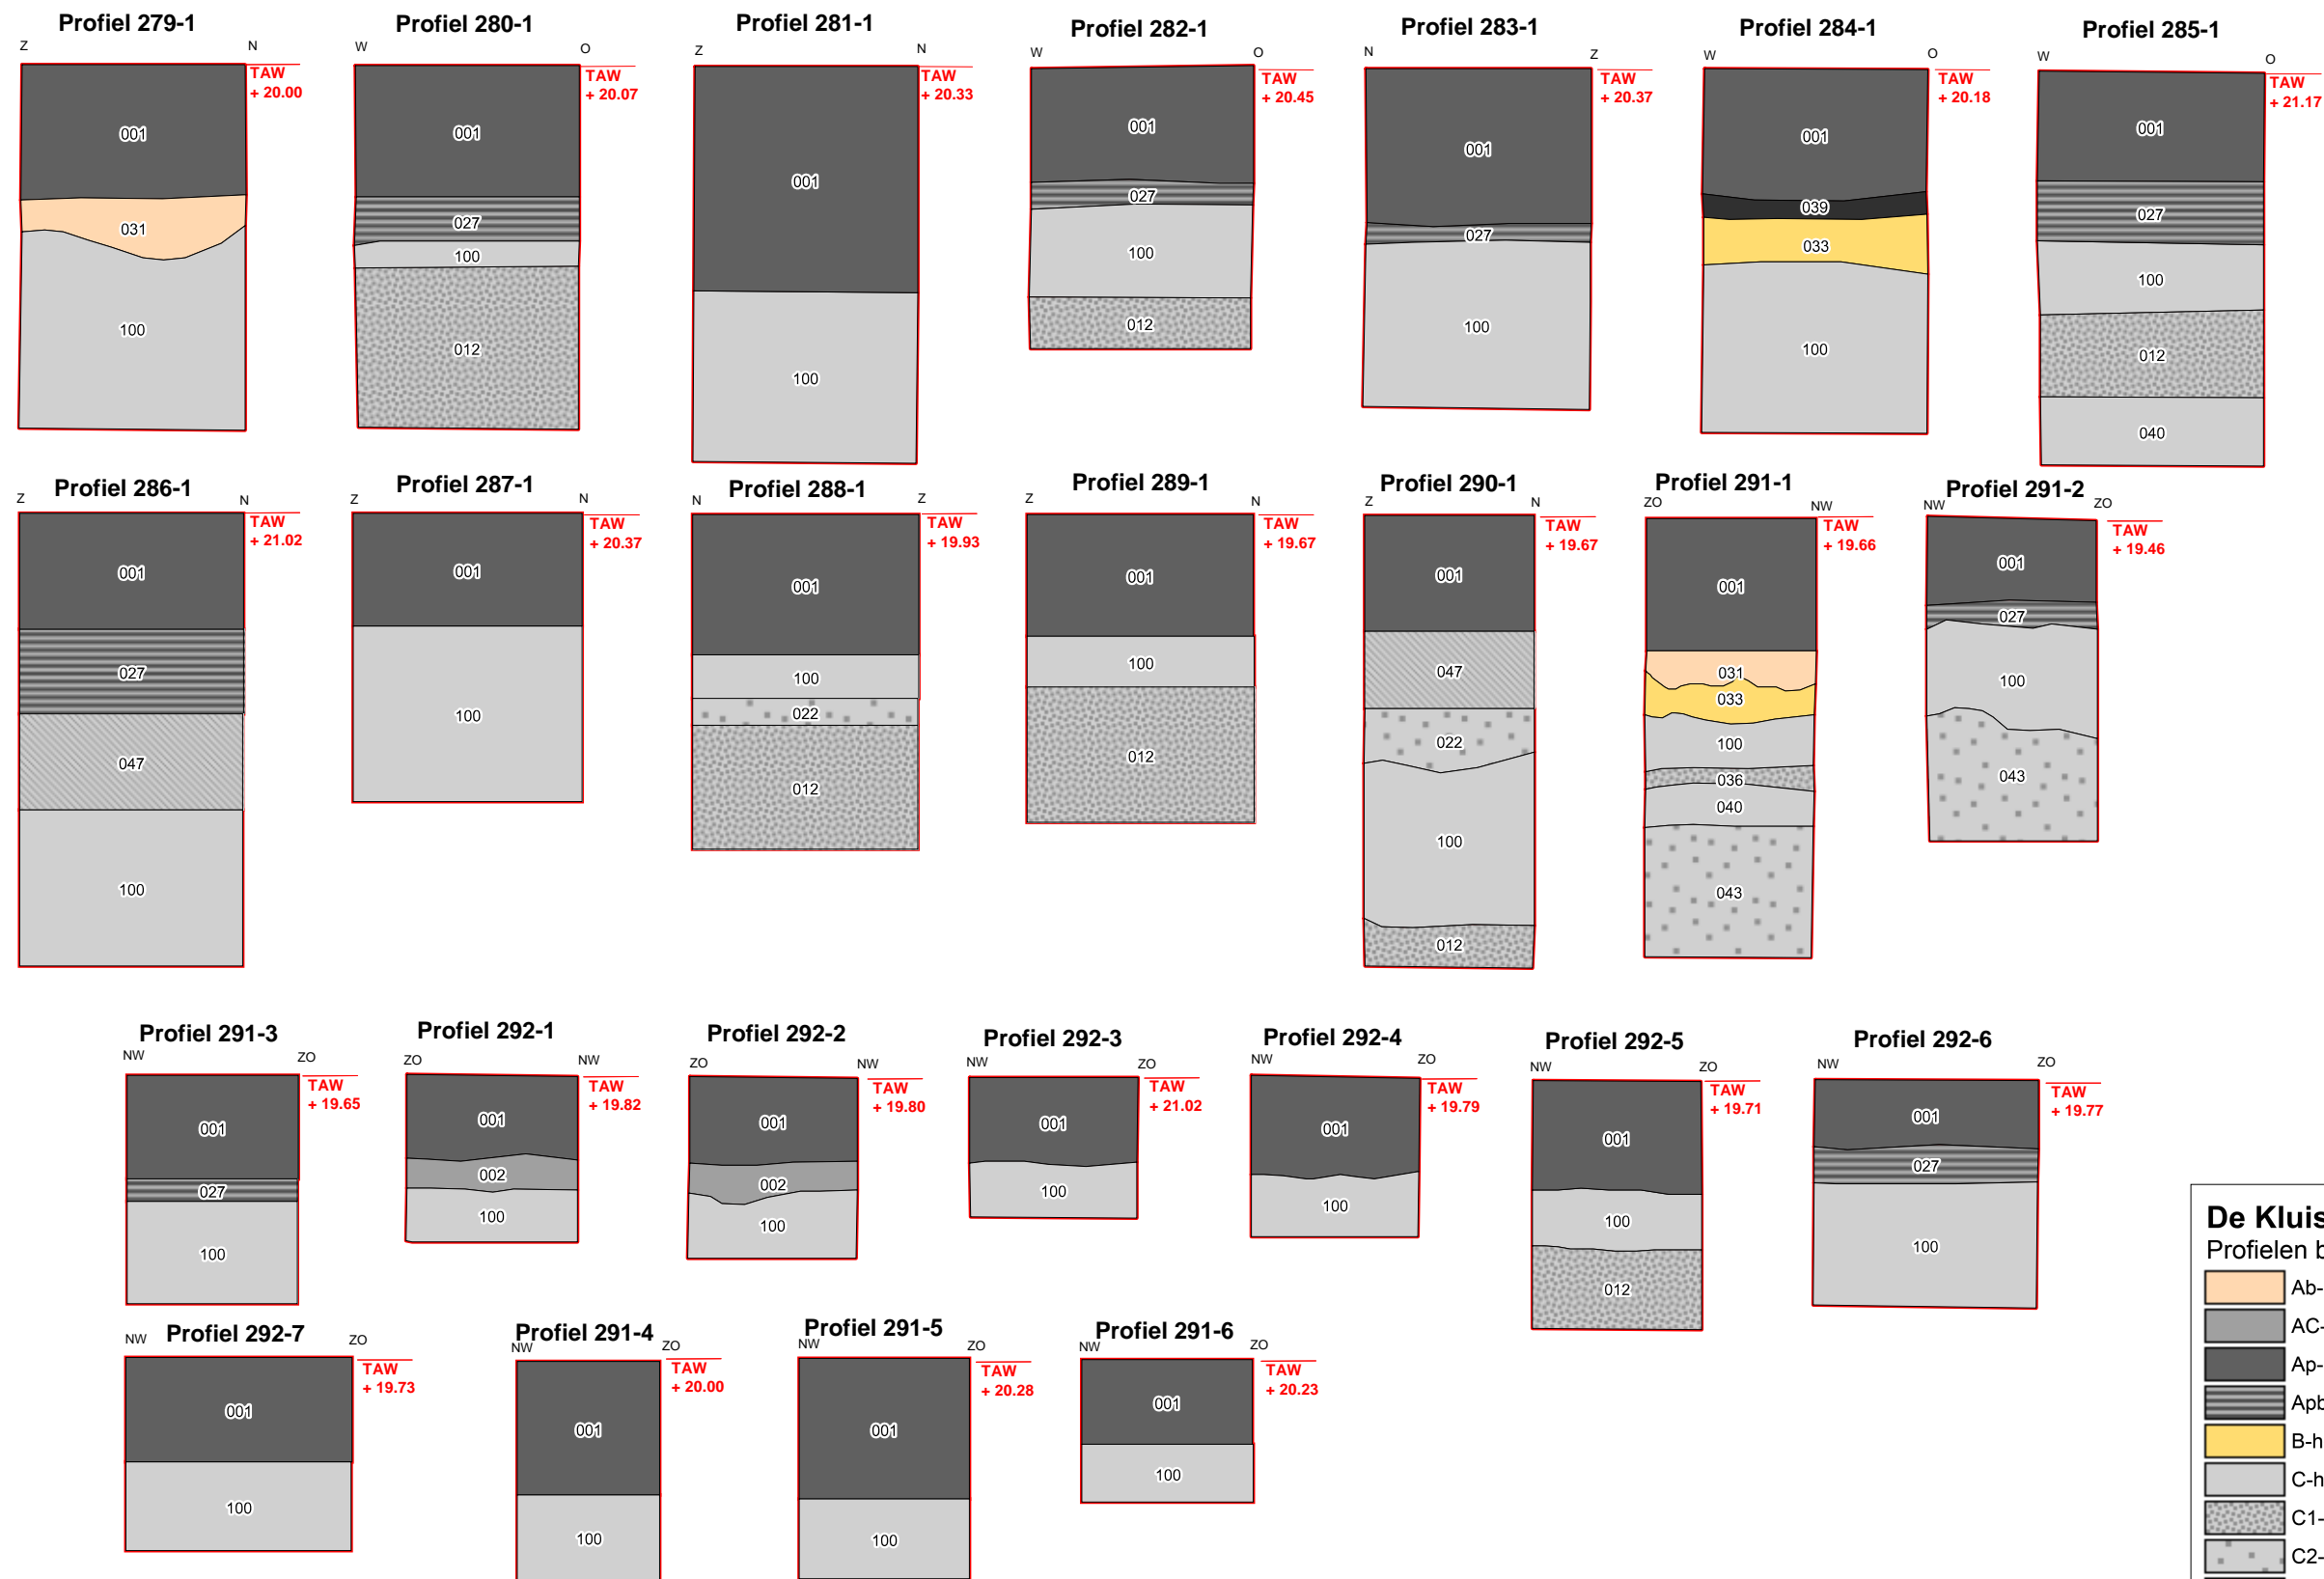 Profiel 279-1
Z N
TAW
+ 20.00
001
031
100
Profiel 280-1
W O
TAW
+ 20.07
001
027
100
012
Profiel 281-1
Z N
TAW
+ 20.33
001
100
Profiel 282-1
W O
TAW
+ 20.45
001
027
100
012
Profiel 283-1
N Z
TAW
+ 20.37
001
027
100
Profiel 284-1
W O
TAW
+ 20.18
001
039
033
100
Profiel 285-1
W O
TAW
+ 21.17
001
027
100
012
040
Profiel 286-1
Z N
TAW
+ 21.02
001
027
047
100
Profiel 287-1
Z N
TAW
+ 20.37
001
100
Profiel 288-1
N Z
TAW
+ 19.93
001
100
022
012
Profiel 289-1
Z N
TAW
+ 19.67
001
100
012
Profiel 290-1
Z N
TAW
+ 19.67
001
047
022
100
012
Profiel 291-1
ZO NW
TAW
+ 19.66
001
031
033
100
036
040
043
Profiel 291-2
NW ZO
TAW
+ 19.46
001
027
100
043
Profiel 291-3
NW ZO
TAW
+ 19.65
001
027
100
Profiel 292-1
ZO NW
TAW
+ 19.82
001
002
100
Profiel 292-2
ZO NW
TAW
+ 19.80
001
002
100
Profiel 292-3
NW ZO
TAW
+ 21.02
001
100
Profiel 292-4
NW ZO
TAW
+ 19.79
001
100
Profiel 292-5
NW ZO
TAW
+ 19.71
001
100
012
Profiel 292-6
NW ZO
TAW
+ 19.77
001
027
100
Profiel 292-7
NW ZO
TAW
+ 19.73
001
100
Profiel 291-4
NW ZO
TAW
+ 20.00
001
100
Profiel 291-5
NW ZO
TAW
+ 20.28
001
100
Profiel 291-6
NW ZO
TAW
+ 20.23
001
100
De Kluis
Profielen b
Ab-
AC-
Ap-
Apb
B-h
C-h
C1-
C2-